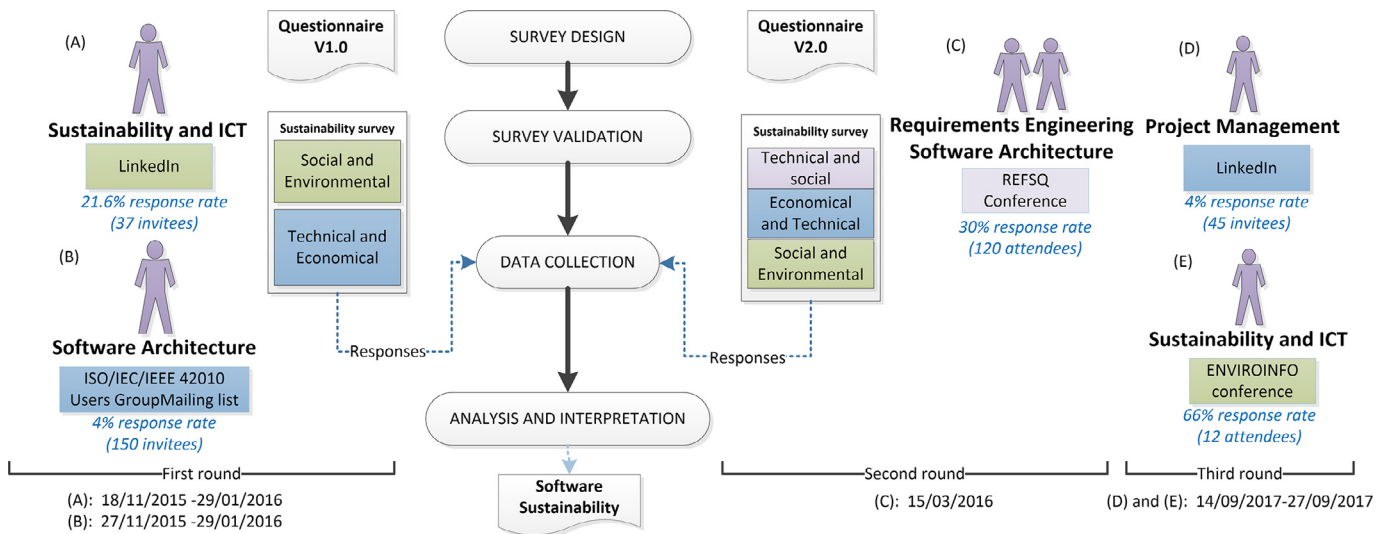 (A)
Sustainability and ICT
LinkedIn
21.6% response rate
(37 invitees)
(B)
Software Architecture
ISO/IEC/IEEE 42010
Users GroupMailing list
4% response rate
(150 invitees)
First round
(A): 18/11/2015 -29/01/2016
(B): 27/11/2015 -29/01/2016
Questionnaire
V1.0
Sustainability survey
Social and
Environmental
Technical and
Economical
Responses
SURVEY DESIGN
SURVEY VALIDATION
DATA COLLECTION
ANALYSIS AND INTERPRETATION
Software
Sustainability
Questionnaire
V2.0
Sustainability survey
Technical and
social
Economical
and Technical
Social and
Environmental
Responses
(C)
Requirements Engineering
Software Architecture
REFSQ
Conference
30% response rate
(120 attendees)
Second round
(C): 15/03/2016
(D)
Project Management
LinkedIn
4% response rate
(45 invitees)
(E)
Sustainability and ICT
ENVIROINFO
conference
66% response rate
(12 attendees)
Third round
(D) and (E): 14/09/2017-27/09/2017